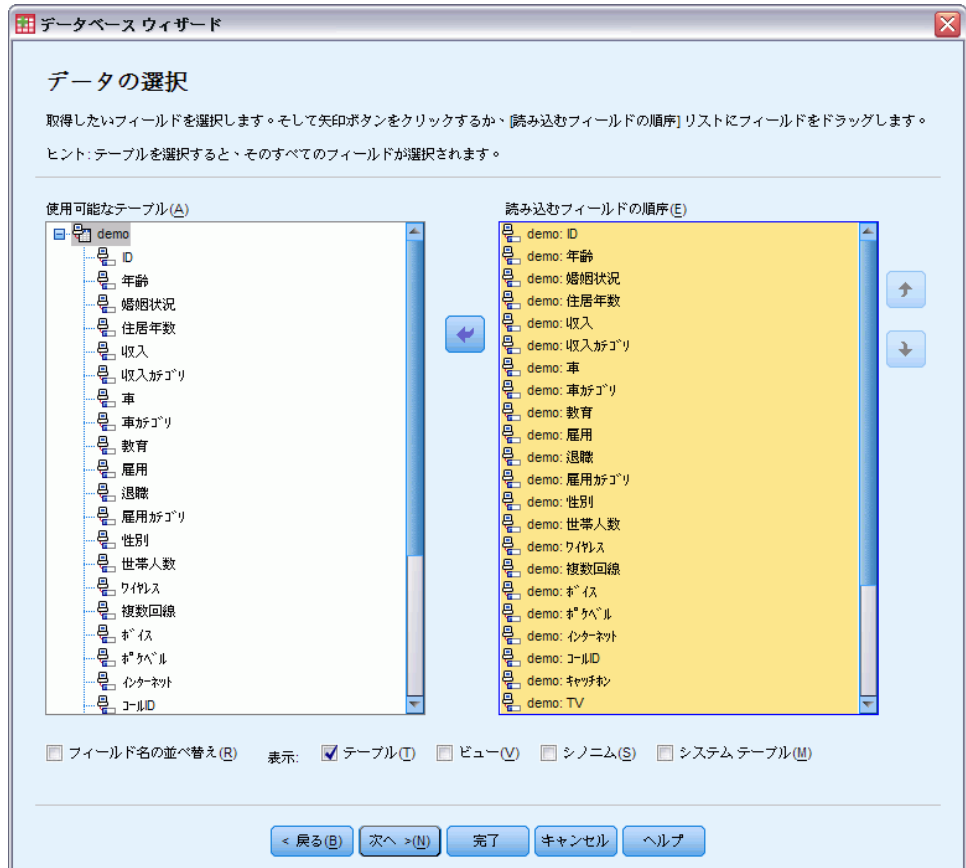 データベース ウィザード
データの選択
取得したいフィールドを選択します。そして矢印ボタンをクリックするか、[読み込むフィールドの順序] リストにフィールドをドラッグします。
ヒント: テーブルを選択すると、そのすべてのフィールドが選択されます。
使用可能なテーブル(A)
demo
ID
年齢
婚姻状況
住居年数
収入
収入ｶﾃｺﾞﾘ
車
車ｶﾃｺﾞﾘ
教育
雇用
退職
雇用ｶﾃｺﾞﾘ
性別
世帯人数
ﾜｲﾔﾚｽ
複数回線
ﾎﾞｲｽ
ﾎﾟｹﾍﾞﾙ
ｲﾝﾀｰﾈｯﾄ
ｺｰﾙID
読み込むフィールドの順序(E)
demo: ID
demo: 年齢
demo: 婚姻状況
demo: 住居年数
demo: 収入
demo: 収入ｶﾃｺﾞﾘ
demo: 車
demo: 車ｶﾃｺﾞﾘ
demo: 教育
demo: 雇用
demo: 退職
demo: 雇用ｶﾃｺﾞﾘ
demo: 性別
demo: 世帯人数
demo: ﾜｲﾔﾚｽ
demo: 複数回線
demo: ﾎﾞｲｽ
demo: ﾎﾟｹﾍﾞﾙ
demo: ｲﾝﾀｰﾈｯﾄ
demo: ｺｰﾙID
demo: ｷｬｯﾁﾎﾝ
demo: TV
フィールド名の並べ替え(R) 表示: テーブル(T) ビュー(V) シノニム(S) システム テーブル(M)
< 戻る(B) 次へ >(N) 完了 キャンセル ヘルプ